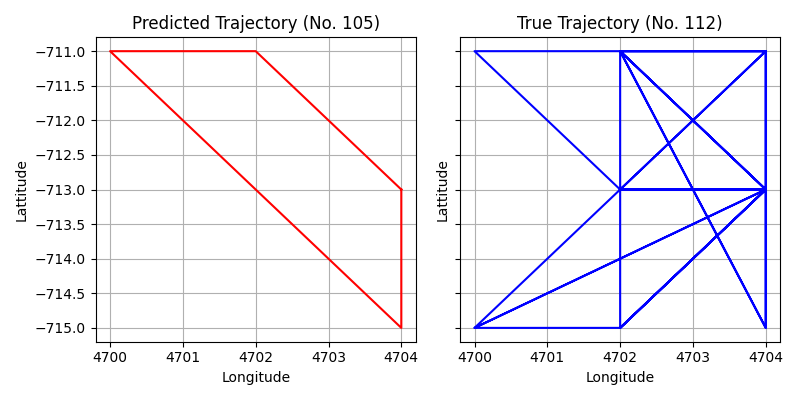 Predicted Trajectory (No. 105)
True Trajectory (No. 112)
−711.0
−711.5
−712.0
−712.5
−713.0
−713.5
−714.0
−714.5
−715.0
Lattitude
Lattitude
4700 4701 4702 4703 4704
4700 4701 4702 4703 4704
Longitude
Longitude